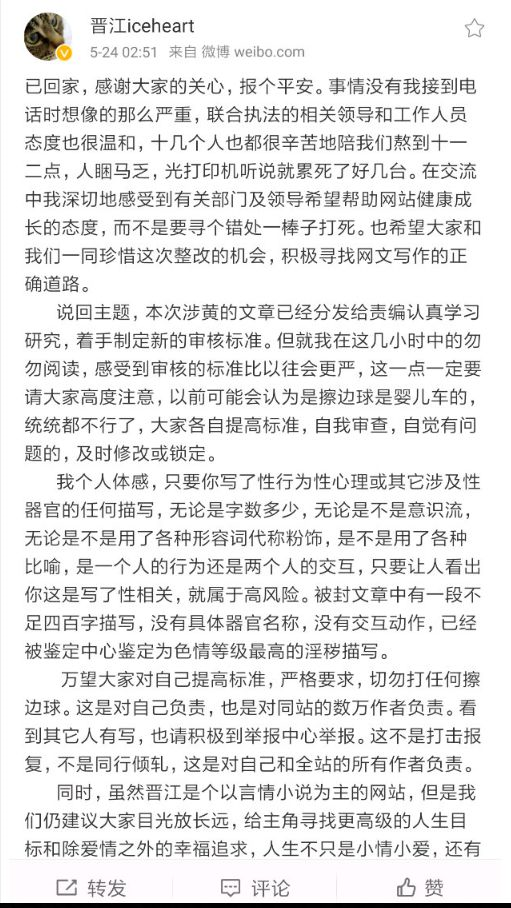 晋江iceheart
5-24 02:51 来自 微博 weibo.com
已回家，感谢大家的关心，报个平安。事情没有我接到电
话时想像的那么严重，联合执法的相关领导和工作人员
态度也很温和，十几个人也都很辛苦地陪我们熬到十一
二点，人睏马乏，光打印机听说就累死了好几台。在交流
中我深切地感受到有关部门及领导希望帮助网站健康成
长的态度，而不是要寻个错处一棒子打死。也希望大家和
我们一同珍惜这次整改的机会，积极寻找网文写作的正
确道路。
说回主题，本次涉黄的文章已经分发给责编认真学习
研究，着手制定新的审核标准。但就我在这几小时中的匆
匆阅读，感受到审核的标准比以往会更严，这一点一定要
请大家高度注意，以前可能会认为是擦边球是婴儿车的，
统统都不行了，大家各自提高标准，自我审查，自觉有问
题的，及时修改或锁定。
我个人体感，只要你写了性行为性心理或其它涉及性
器官的任何描写，无论是字数多少，无论是不是意识流，
无论是不是用了各种形容词代称粉饰，是不是用了各种
比喻，是一个人的行为还是两个人的交互，只要让人看出
你这是写了性相关，就属于高风险。被封文章中有一段不
足四百字描写，没有具体器官名称，没有交互动作，已经
被鉴定中心鉴定为色情等级最高的淫秽描写。
万望大家对自己提高标准，严格要求，切勿打任何擦
边球。这是对自己负责，也是对同站的数万作者负责。看
到其它人有写，也请积极到举报中心举报。这不是打击报
复，不是同行倾轧，这是对自己和全站的所有作者负责。
同时，虽然晋江是个以言情小说为主的网站，但是我
们仍建议大家目光放长远，给主角寻找更高级的人生目
标和除爱情之外的幸福追求，人生不只是小情小爱，还有
转发 评论 赞